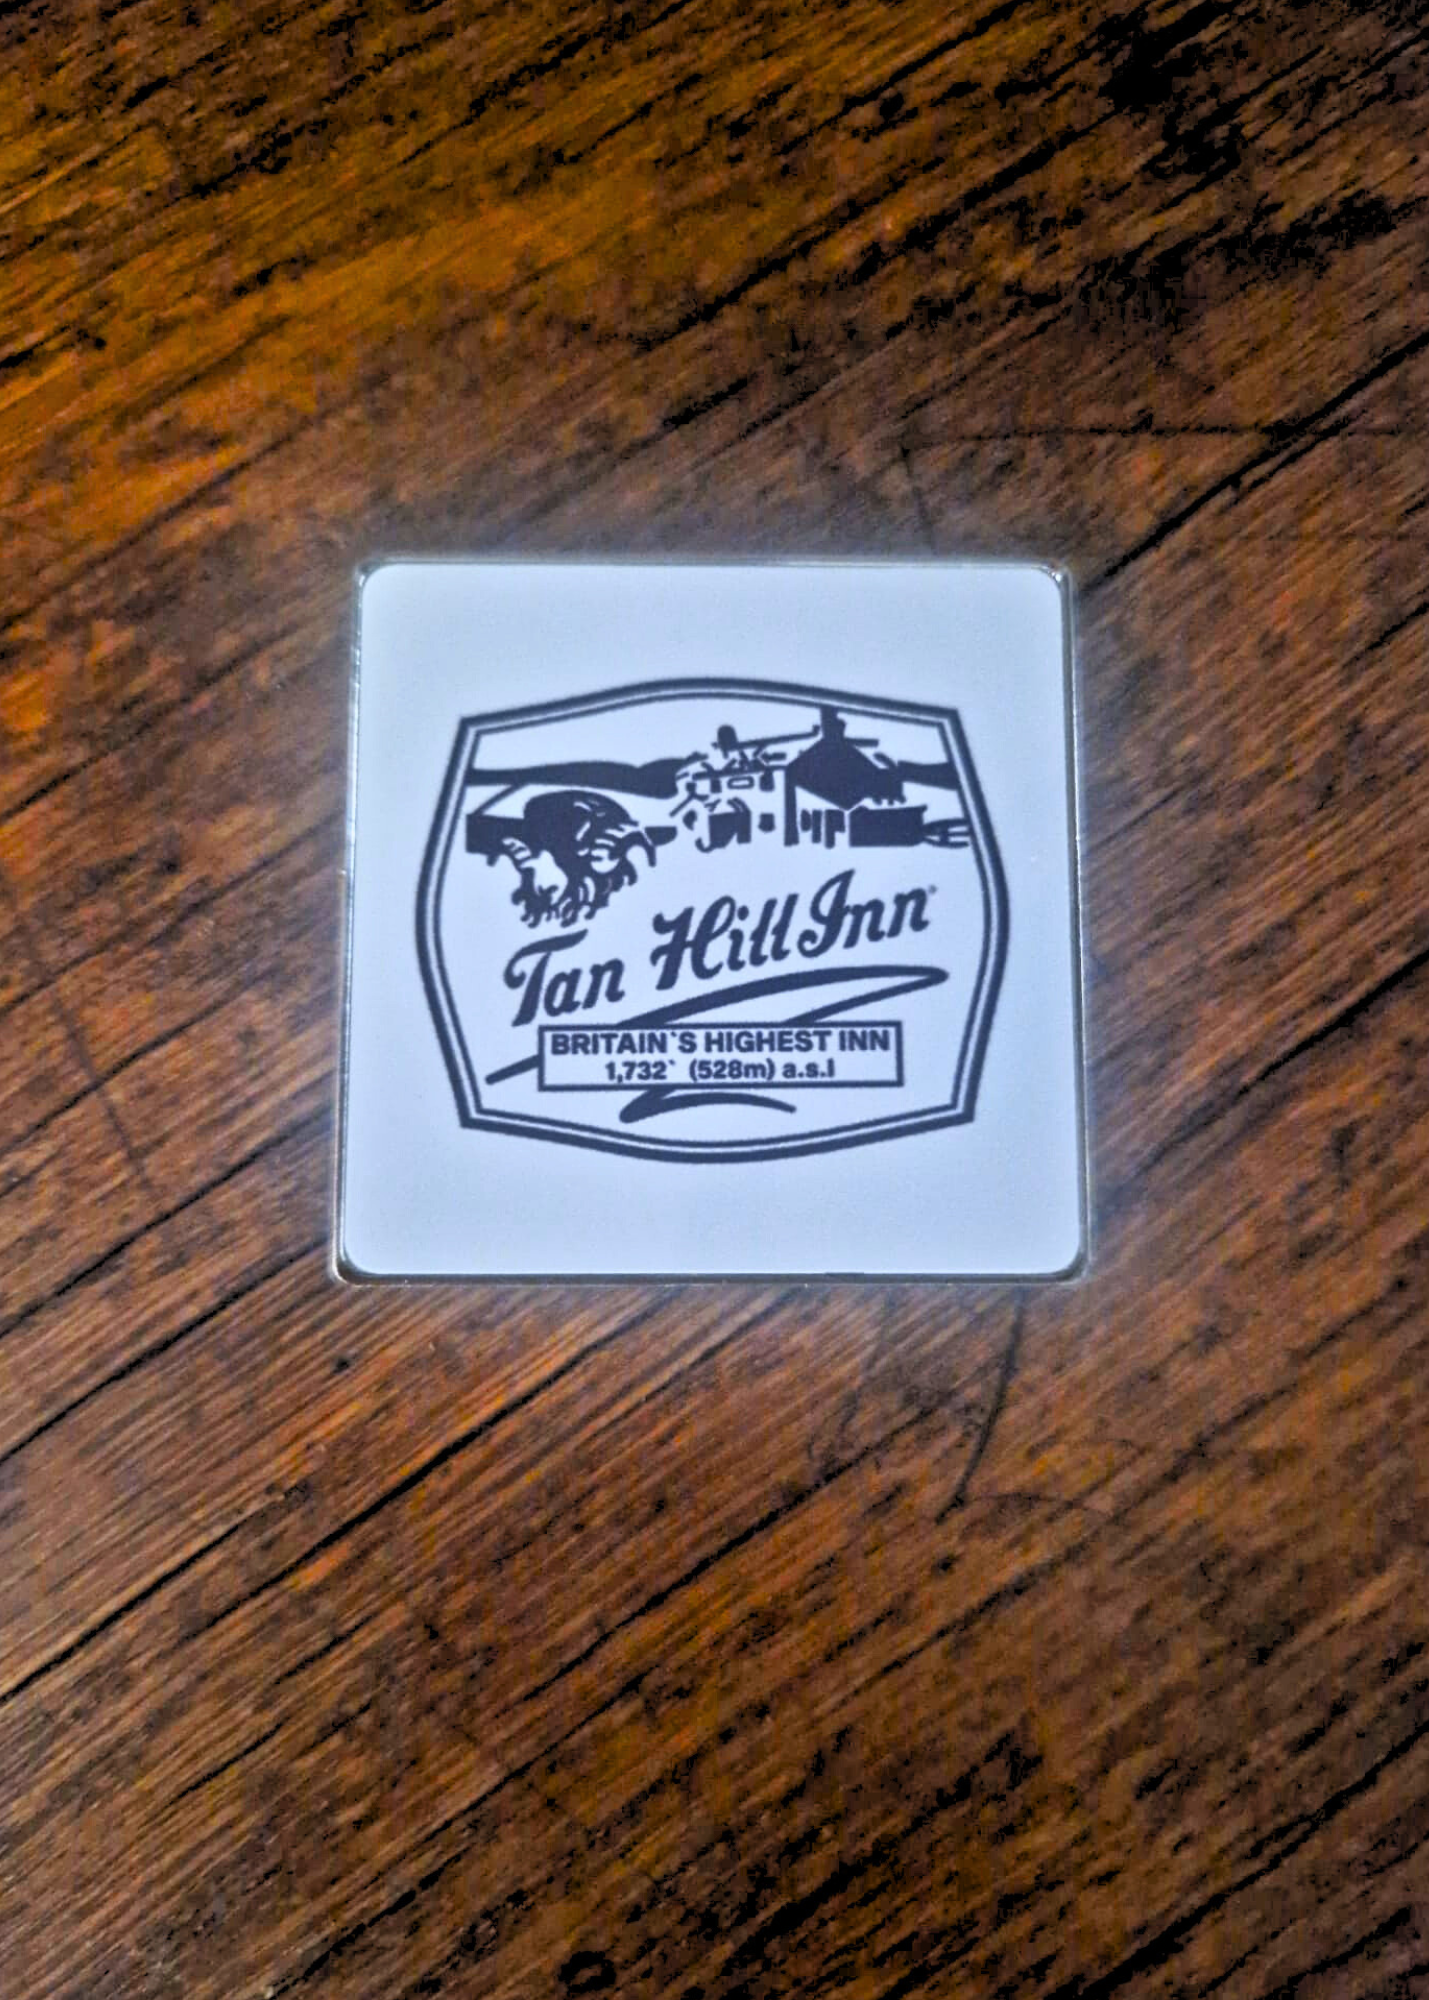 Tan Hill Inn
BRITAIN`S HIGHEST INN
1,732` (528m) a.s.l